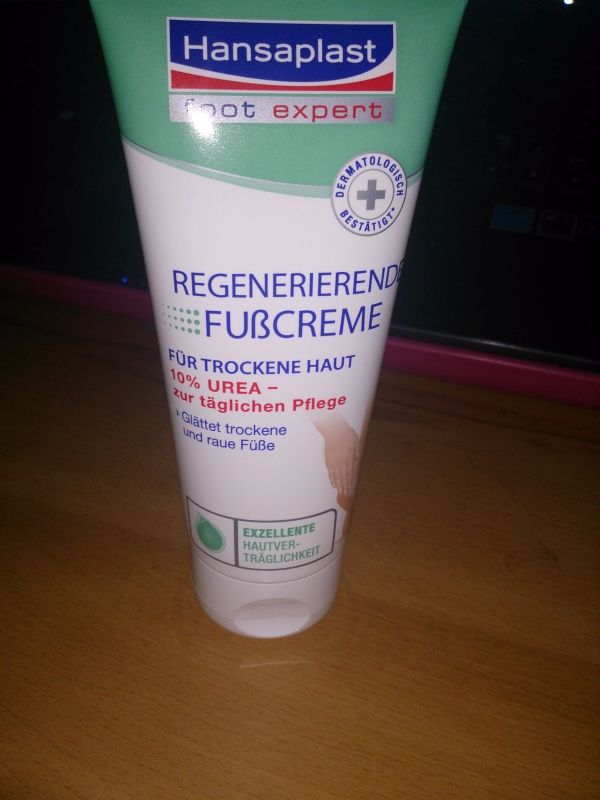 Hansaplast
foot expert
DERMATOLOGISCH
BESTÄTIGT
REGENERIERENDE
FUßCREME
FÜR TROCKENE HAUT
10% UREA –
zur täglichen Pflege
Glättet trockene
und raue Füße
EXZELLENTE
HAUTVER-
TRÄGLICHKEIT